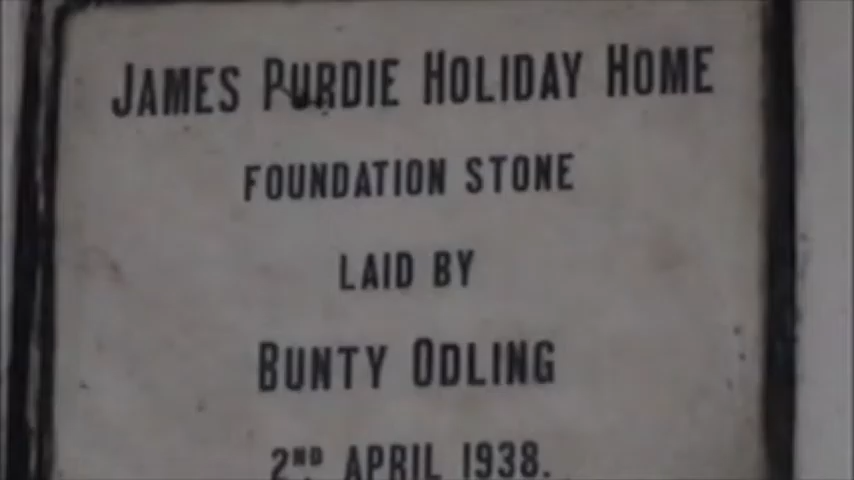 JAMES PURDIE HOLIDAY HOME
FOUNDATION STONE
LAID BY
BUNTY ODLING
2ND APRIL 1938.